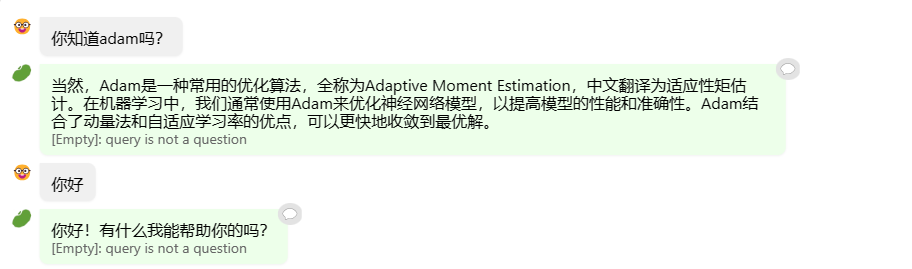 你知道adam吗？
当然，Adam是一种常用的优化算法，全称为Adaptive Moment Estimation，中文翻译为适应性矩估
计。在机器学习中，我们通常使用Adam来优化神经网络模型，以提高模型的性能和准确性。Adam结
合了动量法和自适应学习率的优点，可以更快地收敛到最优解。
[Empty]: query is not a question
你好
你好！有什么我能帮助你的吗？
[Empty]: query is not a question